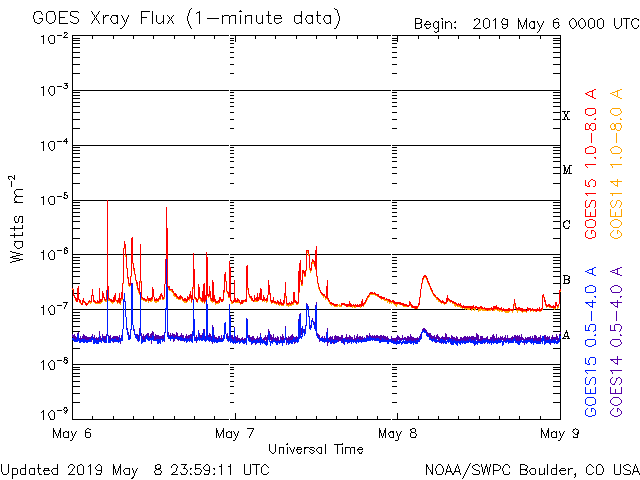 GOES Xray Flux (1-minute data)
Begin: 2019 May 6 0000 UTC
10-2
10-3
10-4
10-5
10-6
10-7
10-8
10-9
Watts m-2
X
M
C
B
A
GOES15 1.0-8.0 A
GOES14 1.0-8.0 A
GOES15 0.5-4.0 A
GOES14 0.5-4.0 A
May 6
May 7
May 8
May 9
Universal Time
Updated 2019 May 8 23:59:11 UTC
NOAA/SWPC Boulder, CO USA